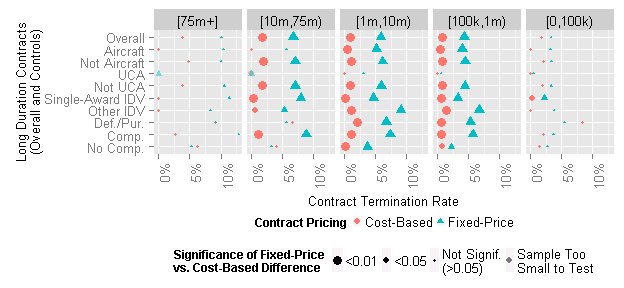 [75m+] [10m,75m) [1m,10m) [100k,1m) [0,100k)
Long Duration Contracts
(Overall and Controls)
Overall
Aircraft
Not Aircraft
UCA
Not UCA
Single-Award IDV
Other IDV
Def./Pur.
Comp.
No Comp.
0% 5% 10% 0% 5% 10% 0% 5% 10% 0% 5% 10% 0% 5% 10%
Contract Termination Rate
Contract Pricing Cost-Based Fixed-Price
Significance of Fixed-Price
vs. Cost-Based Difference
<0.01 <0.05
Not Signif.
(>0.05)
Sample Too
Small to Test